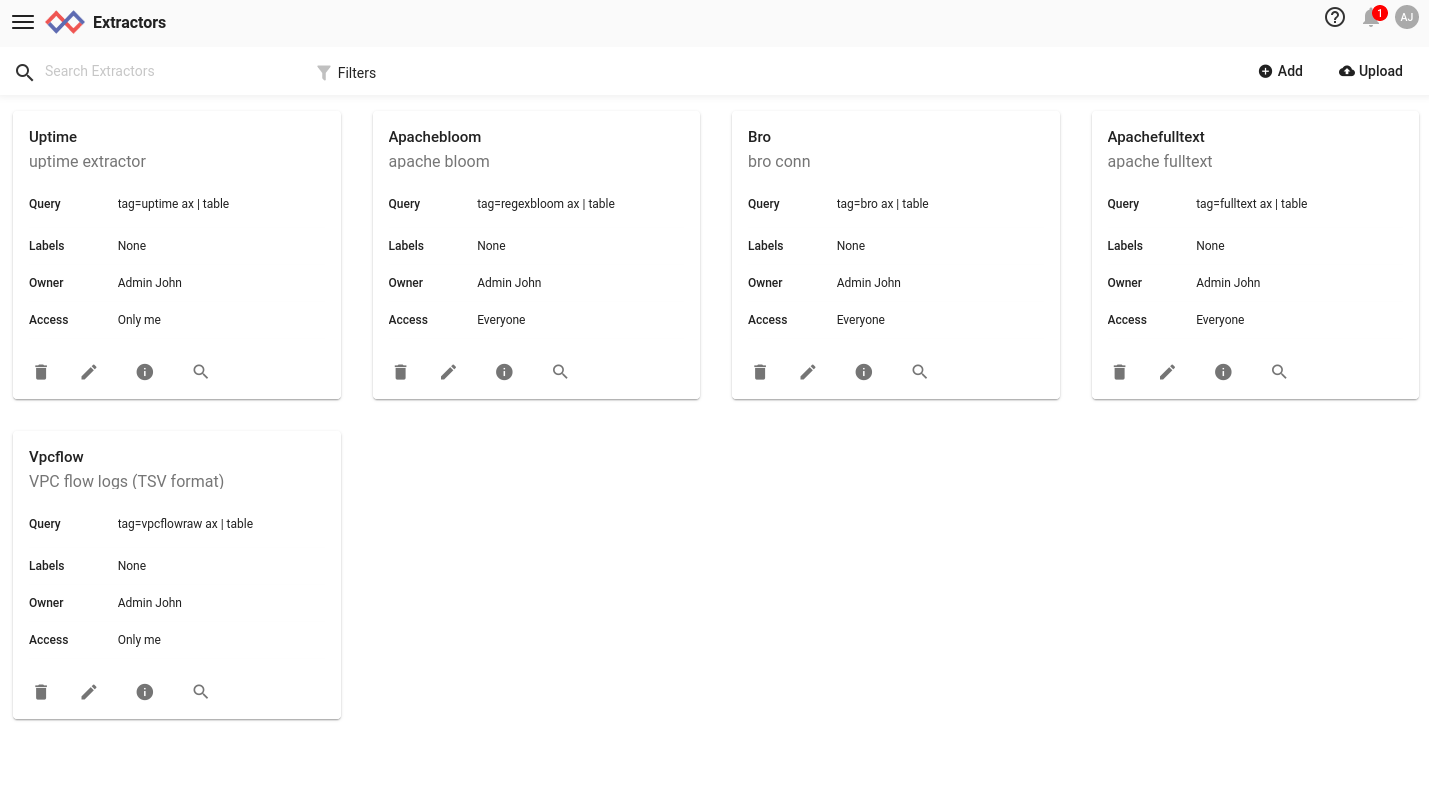 Extractors
1
AJ
Search Extractors
Filters
Add
Upload
Uptime
uptime extractor
Query tag=uptime ax | table
Labels None
Owner Admin John
Access Only me
Apachebloom
apache bloom
Query tag=regexbloom ax | table
Labels None
Owner Admin John
Access Everyone
Bro
bro conn
Query tag=bro ax | table
Labels None
Owner Admin John
Access Everyone
Apachefulltext
apache fulltext
Query tag=fulltext ax | table
Labels None
Owner Admin John
Access Everyone
Vpcflow
VPC flow logs (TSV format)
Query tag=vpcflowraw ax | table
Labels None
Owner Admin John
Access Only me